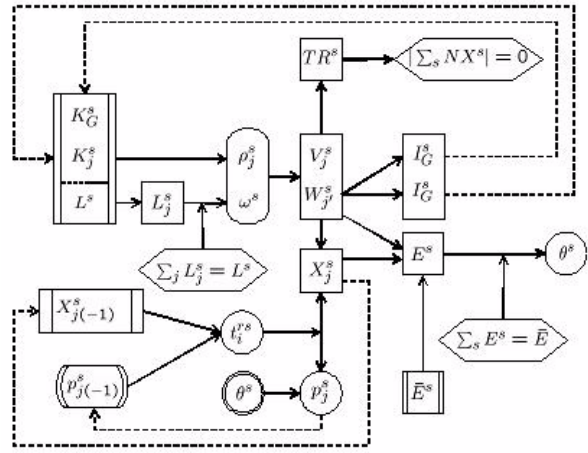 TR^s
|∑_s NX^s| = 0
K_G^s
K_j^s
L^s
L_j^s
ρ_j^s
ω^s
V_j^s
W_{j'}^s
I_G^s
I_G^s
∑_j L_j^s = L^s
X_j^s
E^s
θ^s
X_{j(-1)}^s
t_i^{rs}
p_{j(-1)}^s
θ^s
p_j^s
Ē^s
∑_s E^s = Ē